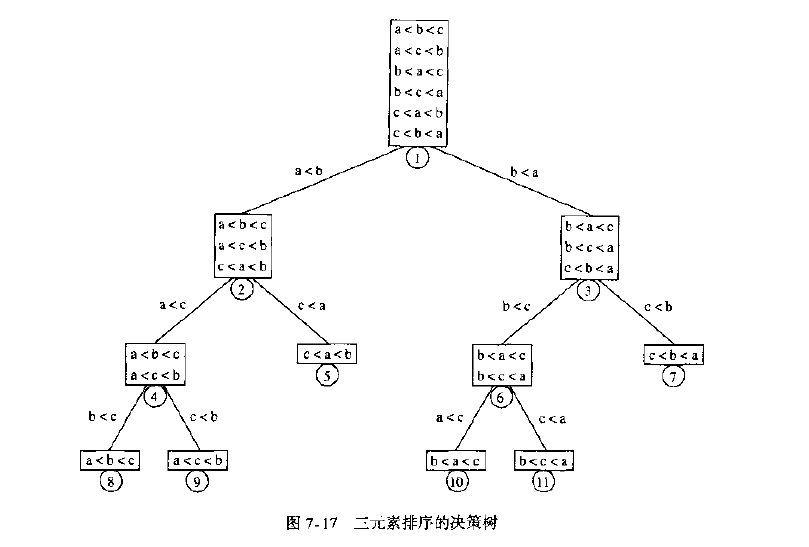 a<b<c
a<c<b
b<a<c
b<c<a
c<a<b
c<b<a
1
a<b
b<a
a<b<c
a<c<b
c<a<b
2
b<a<c
b<c<a
c<b<a
3
a<c
c<a
b<c
c<b
a<b<c
a<c<b
4
c<a<b
5
b<a<c
b<c<a
6
c<b<a
7
b<c
c<b
a<c
c<a
a<b<c
8
a<c<b
9
b<a<c
10
b<c<a
11
图 7-17 三元素排序的决策树